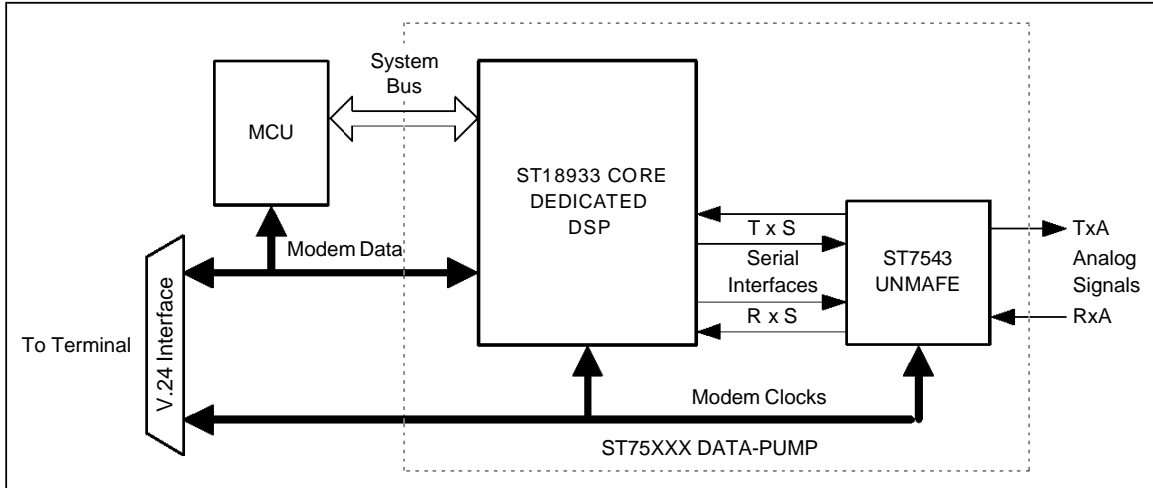 System
Bus
MCU
ST18933 CORE
DEDICATED
DSP
T x S
Serial
Interfaces
R x S
ST7543
UNMAFE
TxA
Analog
Signals
RxA
Modem Data
To Terminal
V.24 Interface
Modem Clocks
ST75XXX DATA-PUMP